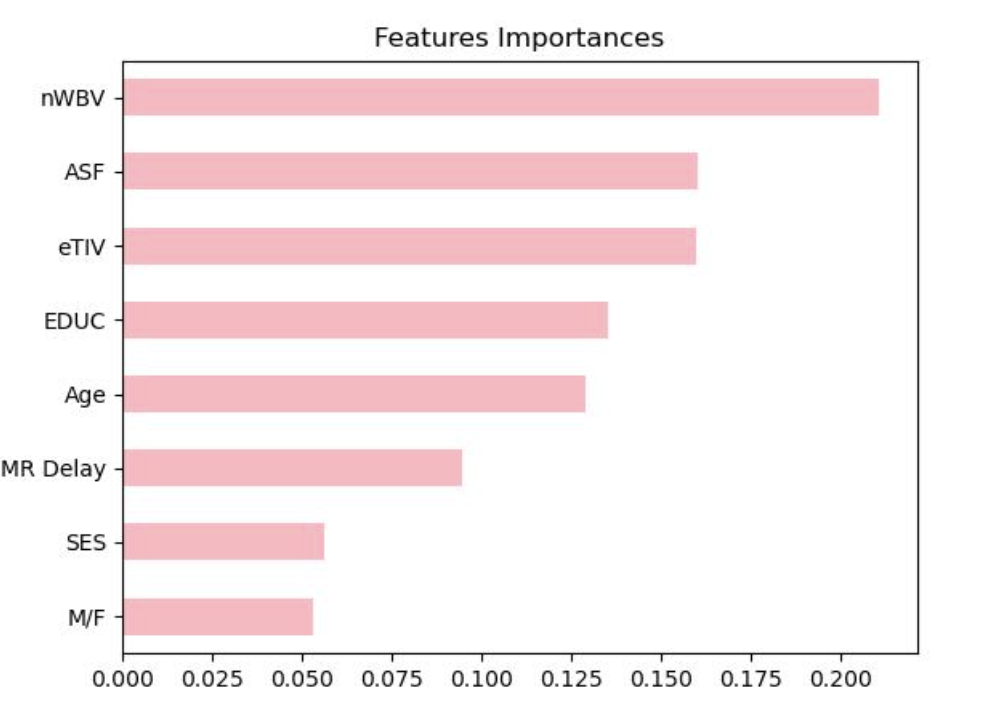 Features Importances
nWBV
ASF
eTIV
EDUC
Age
MR Delay
SES
M/F
0.000 0.025 0.050 0.075 0.100 0.125 0.150 0.175 0.200